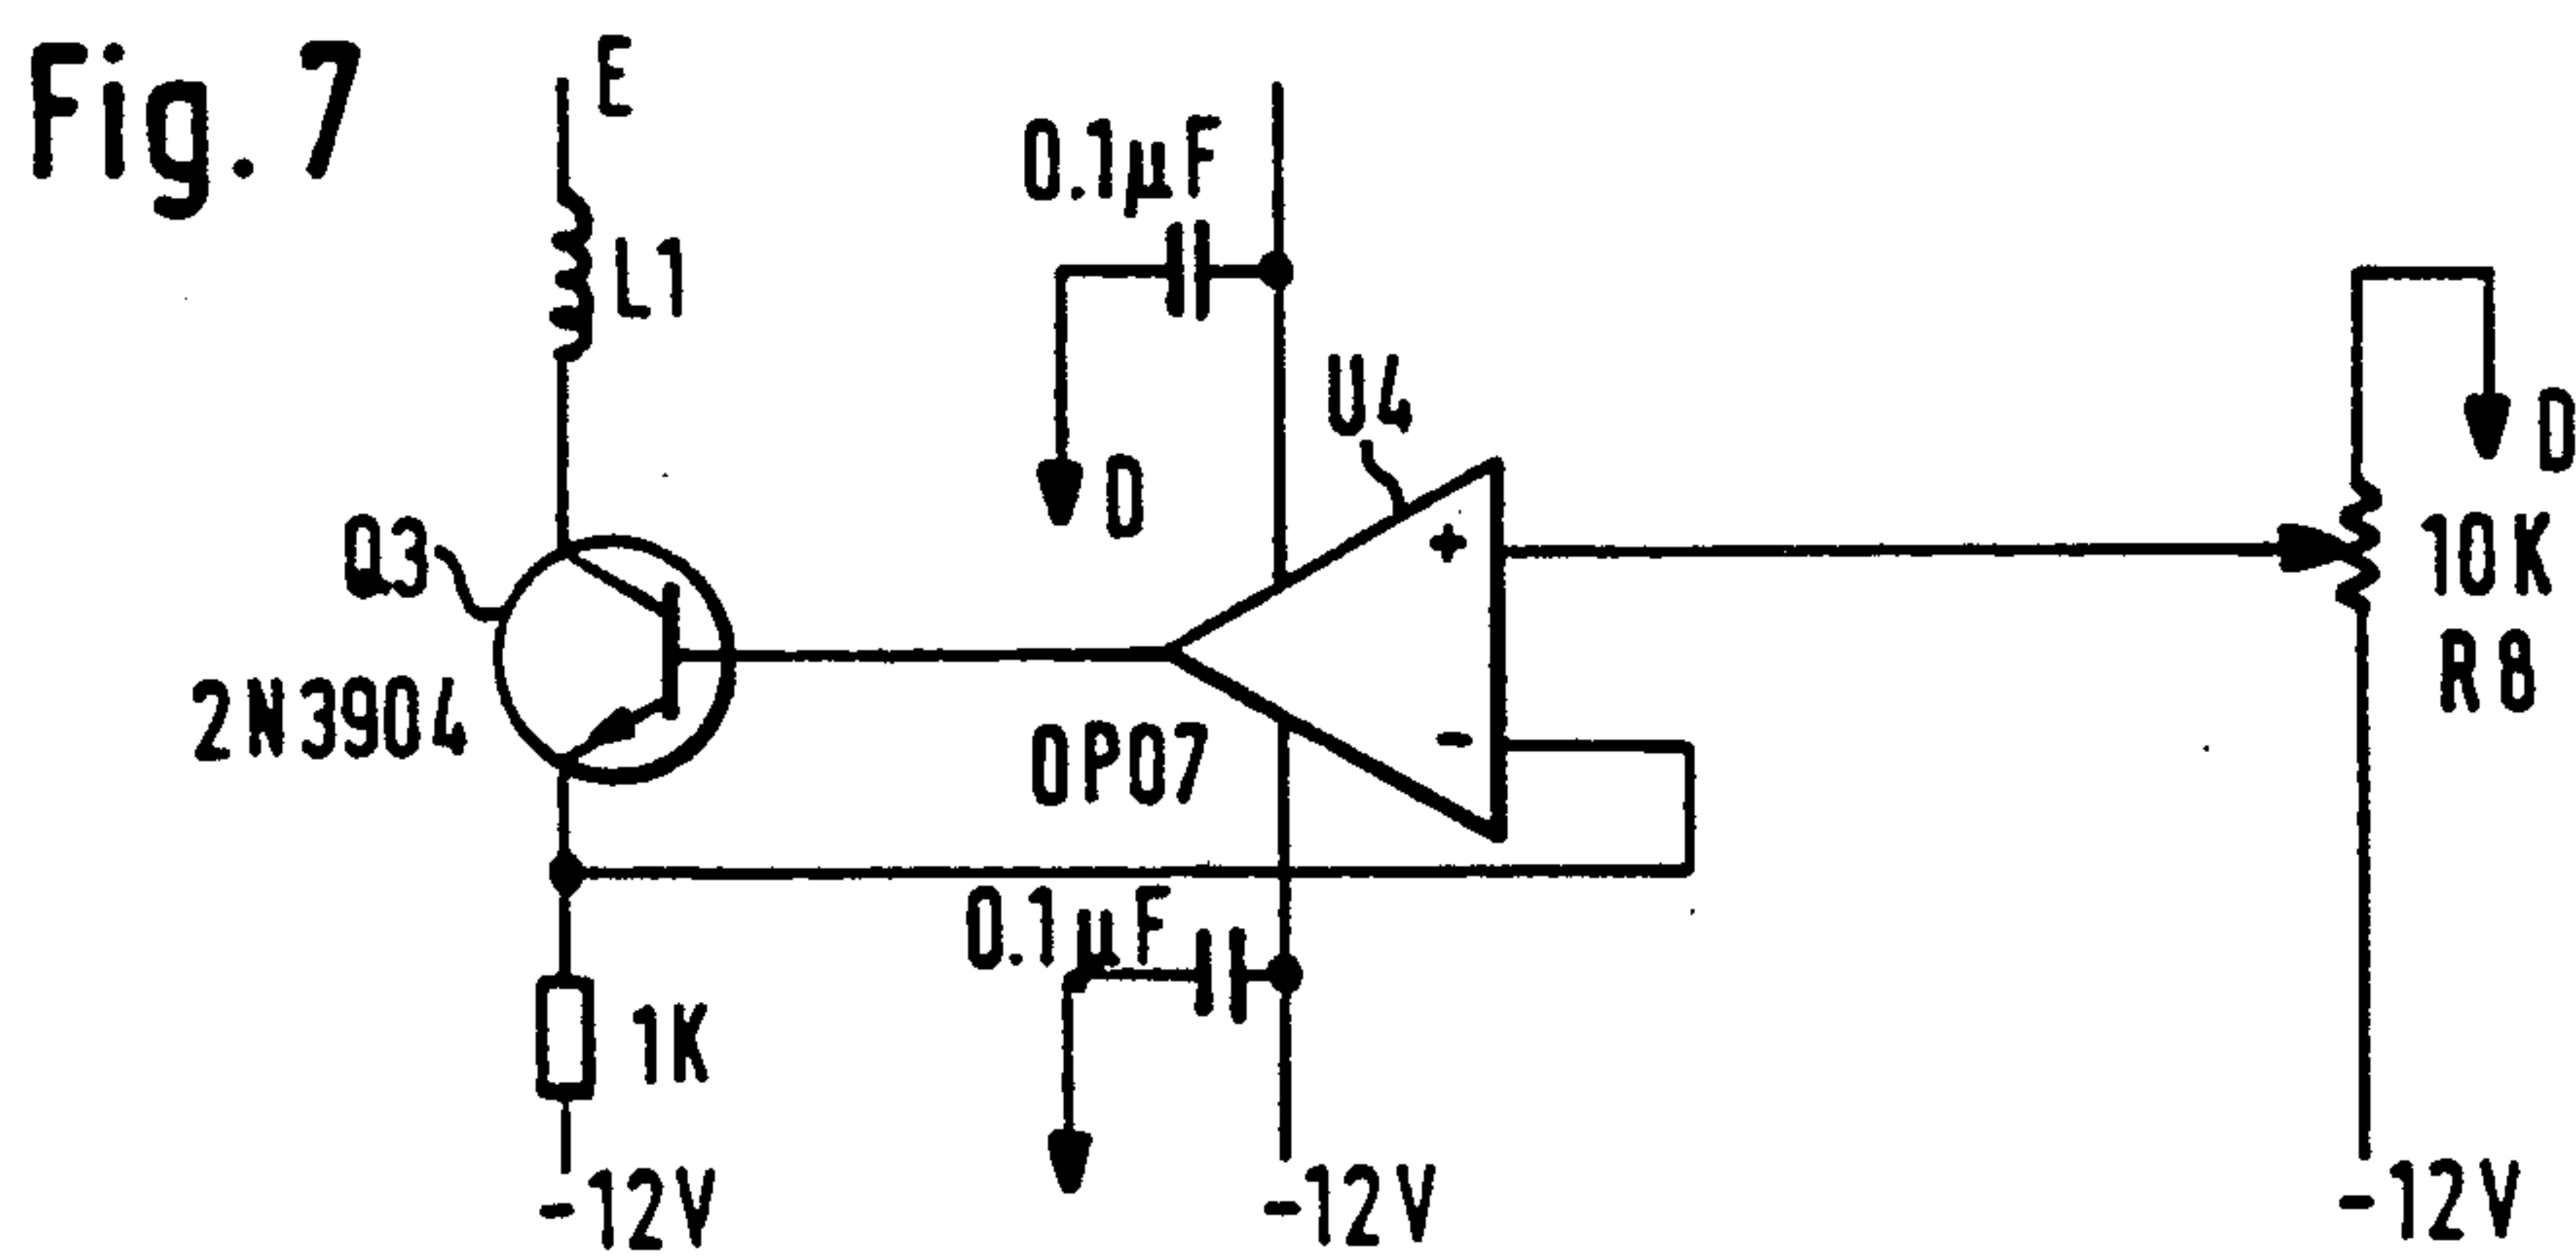 Fig. 7
E
0.1µF
L1
U4
D
D
Q3
10K
R8
+
2N3904
OP07
-
0.1µF
1K
-12V
-12V
-12V